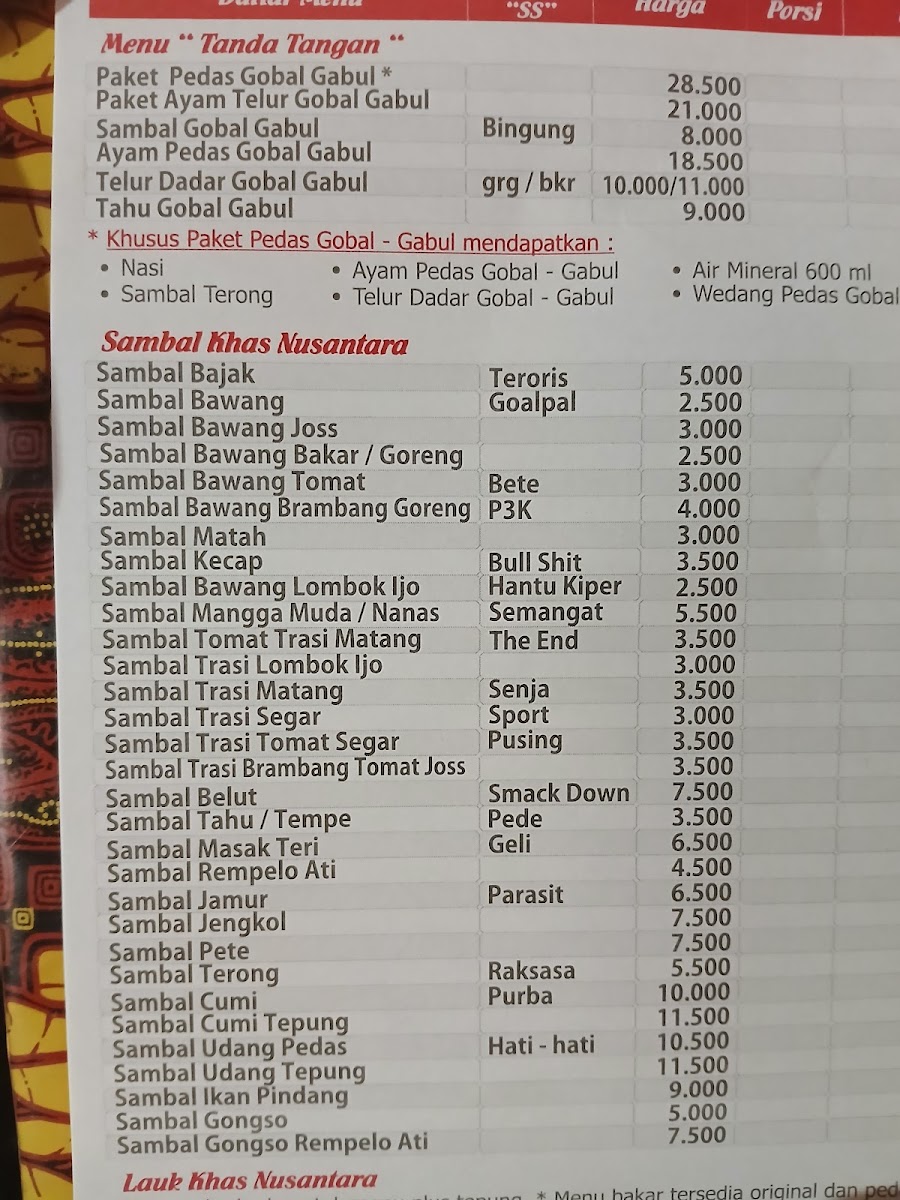 Daftar Menu "SS" Harga Porsi
Menu " Tanda Tangan "
Paket Pedas Gobal Gabul * 28.500
Paket Ayam Telur Gobal Gabul 21.000
Sambal Gobal Gabul Bingung 8.000
Ayam Pedas Gobal Gabul 18.500
Telur Dadar Gobal Gabul grg / bkr 10.000/11.000
Tahu Gobal Gabul 9.000
* Khusus Paket Pedas Gobal - Gabul mendapatkan :
• Nasi • Ayam Pedas Gobal - Gabul • Air Mineral 600 ml
• Sambal Terong • Telur Dadar Gobal - Gabul • Wedang Pedas Gobal
Sambal Khas Nusantara
Sambal Bajak Teroris 5.000
Sambal Bawang Goalpal 2.500
Sambal Bawang Joss 3.000
Sambal Bawang Bakar / Goreng 2.500
Sambal Bawang Tomat Bete 3.000
Sambal Bawang Brambang Goreng P3K 4.000
Sambal Matah 3.000
Sambal Kecap Bull Shit 3.500
Sambal Bawang Lombok Ijo Hantu Kiper 2.500
Sambal Mangga Muda / Nanas Semangat 5.500
Sambal Tomat Trasi Matang The End 3.500
Sambal Trasi Lombok Ijo 3.000
Sambal Trasi Matang Senja 3.500
Sambal Trasi Segar Sport 3.000
Sambal Trasi Tomat Segar Pusing 3.500
Sambal Trasi Brambang Tomat Joss 3.500
Sambal Belut Smack Down 7.500
Sambal Tahu / Tempe Pede 3.500
Sambal Masak Teri Geli 6.500
Sambal Rempelo Ati 4.500
Sambal Jamur Parasit 6.500
Sambal Jengkol 7.500
Sambal Pete 7.500
Sambal Terong Raksasa 5.500
Sambal Cumi Purba 10.000
Sambal Cumi Tepung 11.500
Sambal Udang Pedas Hati - hati 10.500
Sambal Udang Tepung 11.500
Sambal Ikan Pindang 9.000
Sambal Gongso 5.000
Sambal Gongso Rempelo Ati 7.500
Lauk Khas Nusantara
tepung * Menu bakar tersedia original dan ped